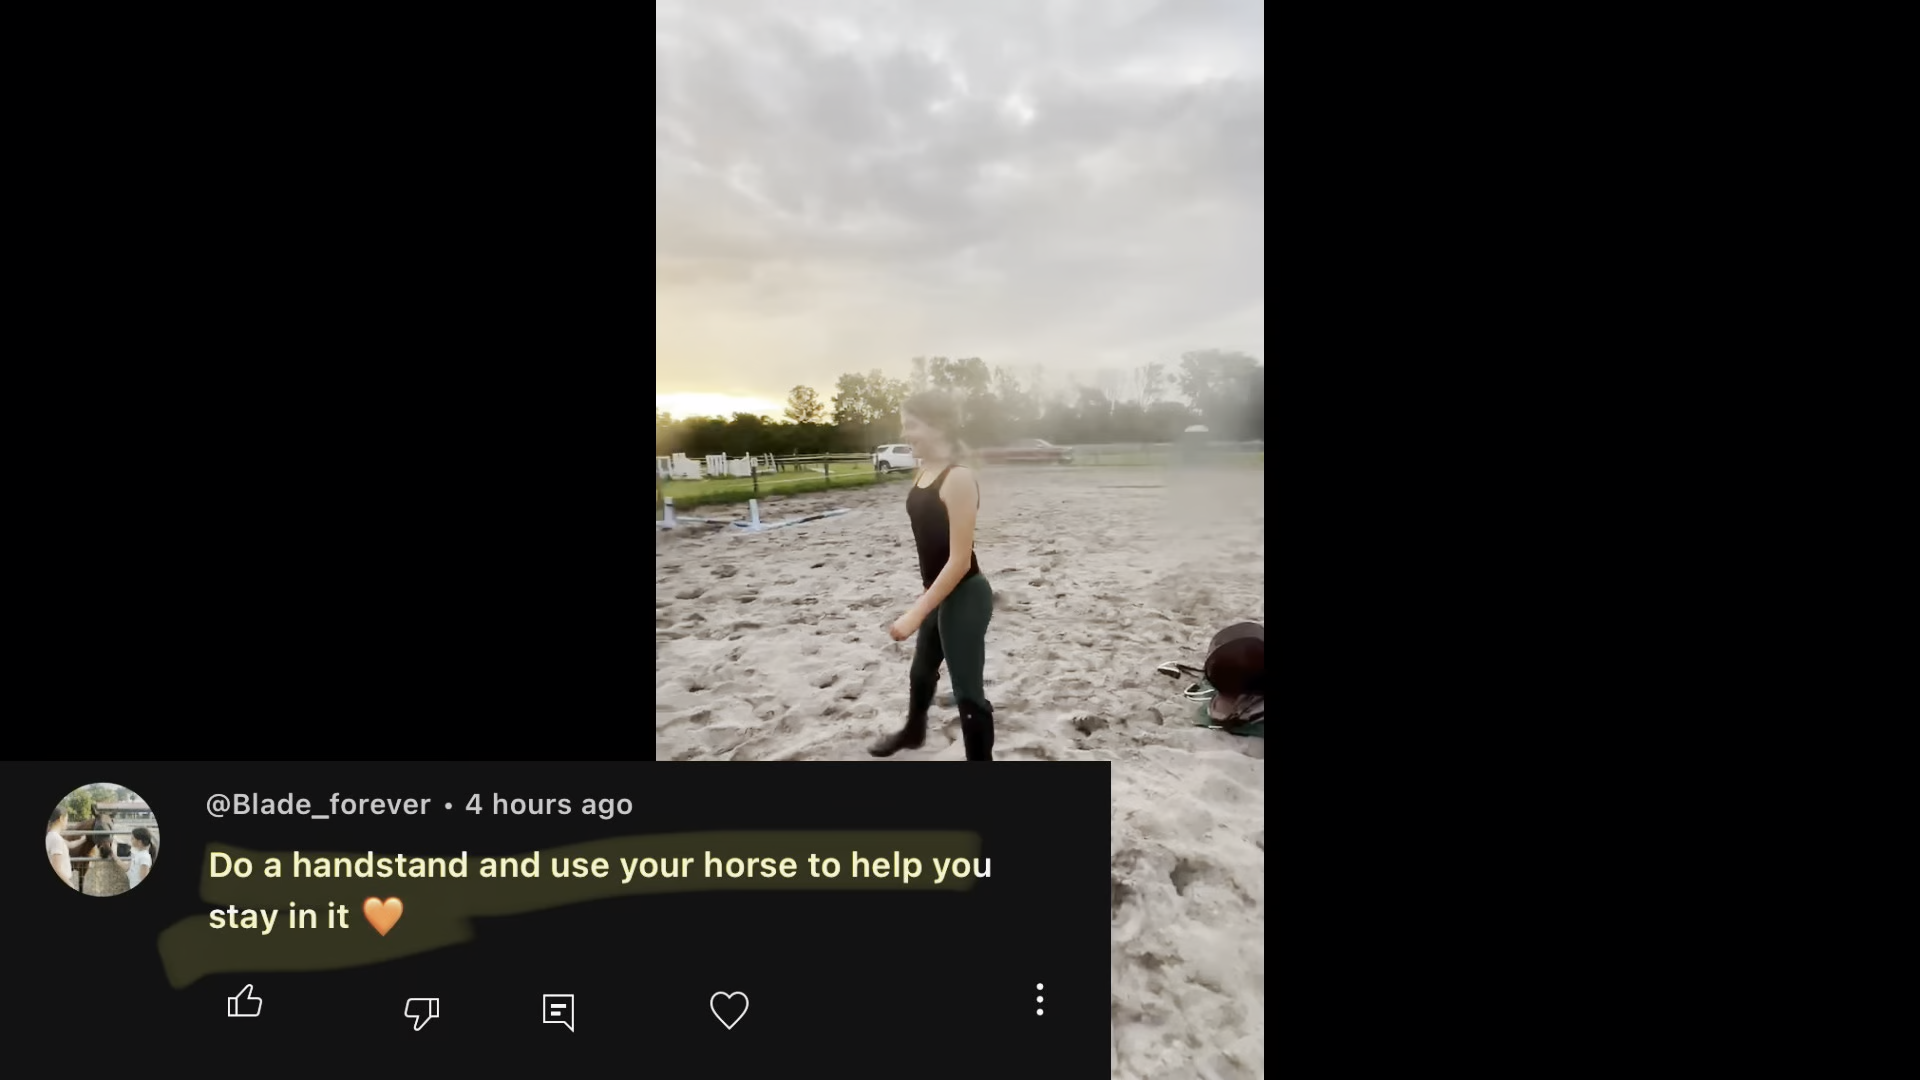 @Blade_forever • 4 hours ago
Do a handstand and use your horse to help you
stay in it 🧡